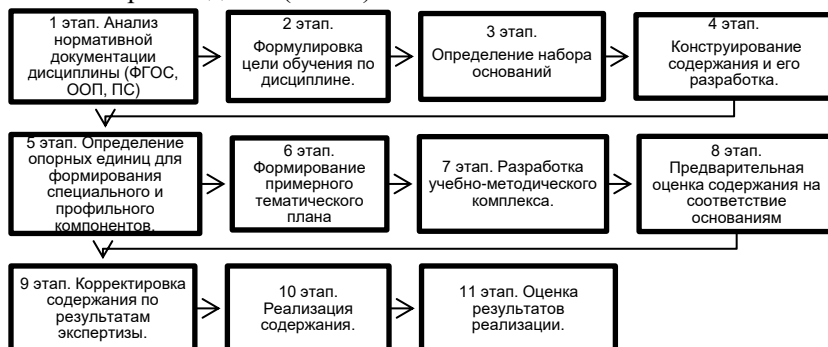 1 этап. Анализ
нормативной
документации
дисциплины (ФГОС,
ООП, ПС)
2 этап.
Формулировка
цели обучения по
дисциплине.
3 этап.
Определение набора
оснований
4 этап.
Конструирование
содержания и его
разработка.
5 этап. Определение
опорных единиц для
формирования
специального и
профильного
компонентов.
6 этап.
Формирование
примерного
тематического
плана
7 этап. Разработка
учебно-методического
комплекса.
8 этап.
Предварительная
оценка содержания на
соответствие
основаниям
9 этап. Корректировка
содержания по
результатам
экспертизы.
10 этап.
Реализация
содержания.
11 этап. Оценка
результатов
реализации.